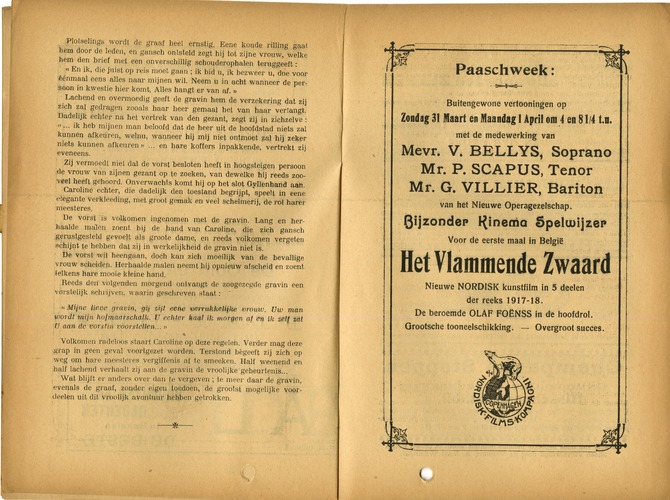 Plotselings wordt de graaf heel ernstig. Eene koude rilling gaat
hem door de leden, en gansch ontsteld zegt hij tot zijne vrouw, welke
hem den brief met een onverschillig schouderophalen teruggeeft :
« En ik, die juist op reis moet gaan ; ik bid u, ik bezweer u, doe voor
éénmaal eens alles naar mijnen wil. Neem u in acht wanneer de per-
soon in kwestie hier komt. Alles hangt er van af. »
Lachend en overmoedig geeft de gravin hem de verzekering dat zij
zich zal gedragen zooals haar heer gemaal het van haar verlangt.
Dadelijk echter na het vertrek van den gezant, zegt zij in zichzelve :
« ... ik heb mijnen man beloofd dat de heer uit de hoofdstad niets zal
kunnen afkeuren, welnu, wanneer hij mij niet ontmoet zal hij zeker
niets kunnen afkeuren » ... en hare koffers inpakkende, vertrekt zij
eveneens.
Zij vermoedt niet dat de vorst besloten heeft in hoogsteigen persoon
de vrouw van zijnen gezant op te zoeken, van dewelke hij reeds zoo-
veel heeft gehoord. Onverwachts komt hij op het slot Gyllenhand aan.
Caroline echter, die dadelijk den toestand begrijpt, speelt in eene
elegante verkleeding, met groot gemak en veel schelmerij, de rol harer
meesteres.
De vorst is volkomen ingenomen met de gravin. Lang en her-
haalde malen zoent hij de hand van Caroline, die zich gansch
gerustgesteld gevoelt als groote dame, en reeds volkomen vergeten
schijnt te hebben dat zij in werkelijkheid de gravin niet is.
De vorst wil heengaan, doch kan zich moeilijk van de bevallige
vrouw scheiden. Herhaalde malen neemt hij opnieuw afscheid en zoent
telkens hare mooie kleine hand.
Reeds den volgenden morgend ontvangt de zoogezegde gravin een
vorstelijk schrijven, waarin geschreven staat :
« Mijne lieve gravin, gij zijt eene verrukkelijke vrouw. Uw man
wordt mijn hofmaarschalk. U echter haal ik morgen af en ik zelf zal
U aan de vorstin voorstellen... »
Volkomen radeloos staart Caroline op deze regelen. Verder mag deze
grap in geen geval voortgezet worden. Terstond begeeft zij zich op
weg om hare meesteres vergiffenis af te smeeken. Half weenend en
half lachend verhaalt zij aan de gravin de vroolijke gebeurtenis...
Wat blijft er anders over dan te vergeven ; te meer daar de gravin,
evenals de graaf, zonder eigen toedoen, de grootst mogelijke voor-
deelen uit dit vroolijk avontuur hebben getrokken.
Paaschweek :
Buitengewone vertooningen op
Zondag 31 Maart en Maandag 1 April om 4 en 8 1/4 t.u.
met de medewerking van
Mevr. V. BELLYS, Soprano
Mr. P. SCAPUS, Tenor
Mr. G. VILLIER, Bariton
van het Nieuwe Operagezelschap.
Bijzonder Kinema Spelwijzer
Voor de eerste maal in België
Het Vlammende Zwaard
Nieuwe NORDISK kunstfilm in 5 deelen
der reeks 1917-18.
De beroemde OLAF FOËNSS in de hoofdrol.
Grootsche tooneelschikking. — Overgroot succes.
COPENHAGEN
NORDISK FILMS KOMPAGNI